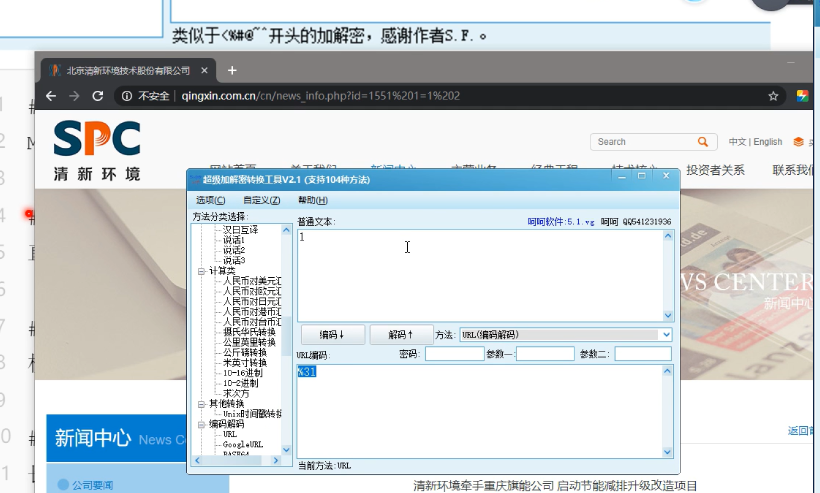 类似于<%#@~^开头的加解密，感谢作者S.F.。
北京清新环境技术股份有限公司
不安全 | qingxin.com.cn/cn/news_info.php?id=1551%201=1%202
SPC
清新环境
Search
中文 | English
投资者关系
超级加解密转换工具V2.1 (支持104种方法)
选项(C) 自定义(Z) 帮助(H)
方法分类选择:
普通文本:
呵呵软件:5.1.vg 呵呵 QQ541231936
汉日互译
说话1
说话2
说话3
计算类
人民币对美元汇
人民币对欧元汇
人民币对日元汇
人民币对港币汇
人民币对台币汇
摄氏华氏转换
公里英里转换
公斤镑转换
米英寸转换
10-16进制
10-2进制
求次方
其他转换
Unix时间戳转换
编码解码
URL
GoogleURL
BASE64
1
编码↓ 解码↑ 方法: URL(编码解码)
URL编码: 密码: 参数一: 参数二:
%31
当前方法:URL
新闻中心
公司要闻
WS CENTER
新闻中心
清新环境牵手重庆旗能公司 启动节能减排升级改造项目